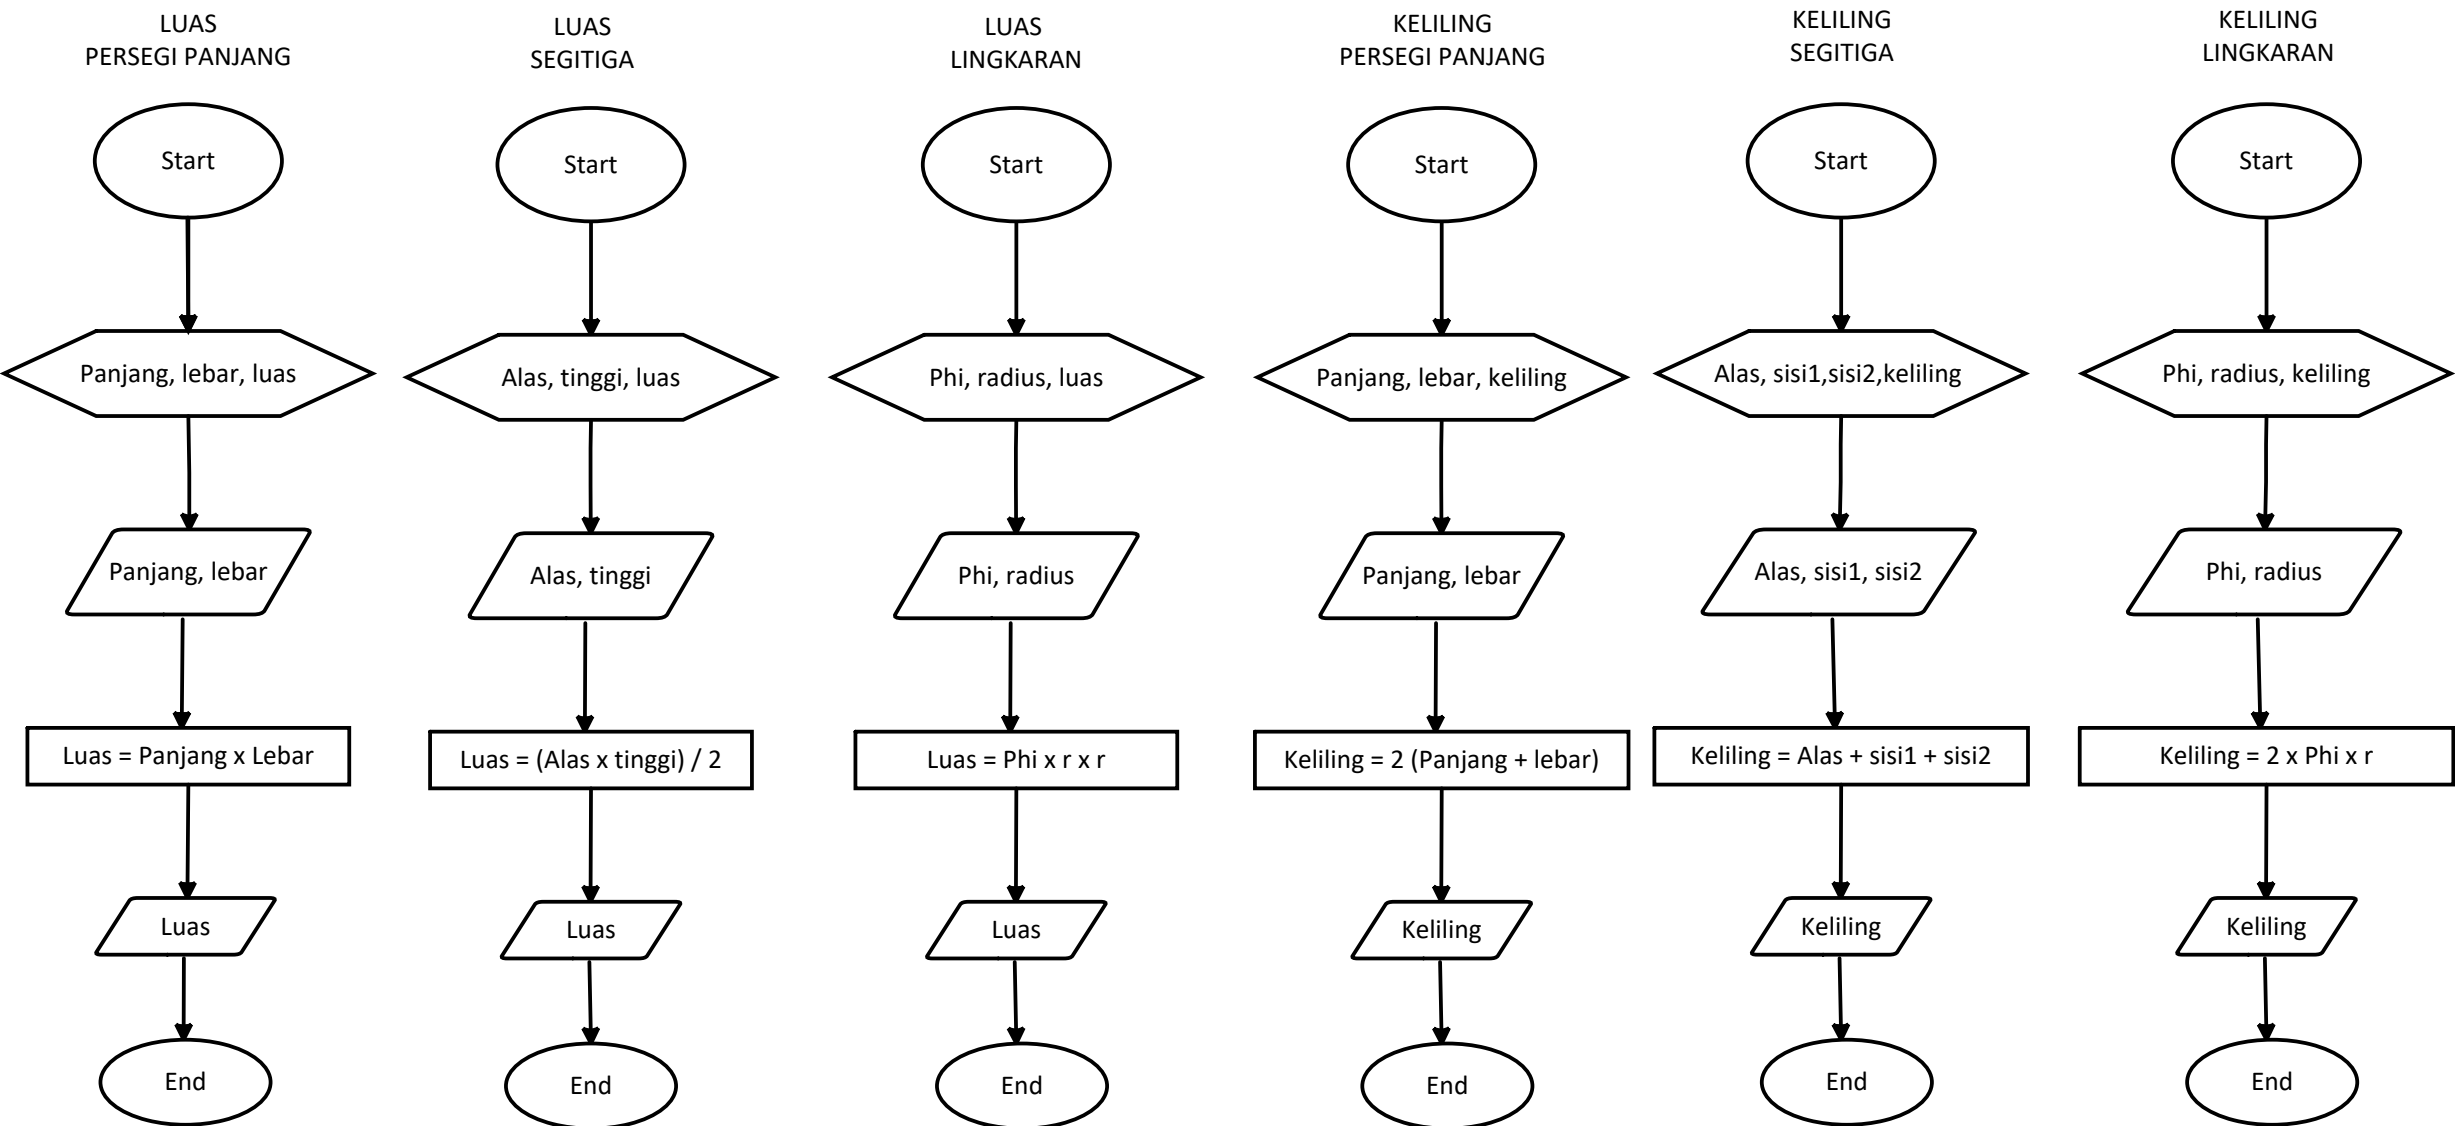 LUAS
PERSEGI PANJANG
Start
Panjang, lebar, luas
Panjang, lebar
Luas = Panjang x Lebar
Luas
End
LUAS
SEGITIGA
Start
Alas, tinggi, luas
Alas, tinggi
Luas = (Alas x tinggi) / 2
Luas
End
LUAS
LINGKARAN
Start
Phi, radius, luas
Phi, radius
Luas = Phi x r x r
Luas
End
KELILING
PERSEGI PANJANG
Start
Panjang, lebar, keliling
Panjang, lebar
Keliling = 2 (Panjang + lebar)
Keliling
End
KELILING
SEGITIGA
Start
Alas, sisi1,sisi2,keliling
Alas, sisi1, sisi2
Keliling = Alas + sisi1 + sisi2
Keliling
End
KELILING
LINGKARAN
Start
Phi, radius, keliling
Phi, radius
Keliling = 2 x Phi x r
Keliling
End